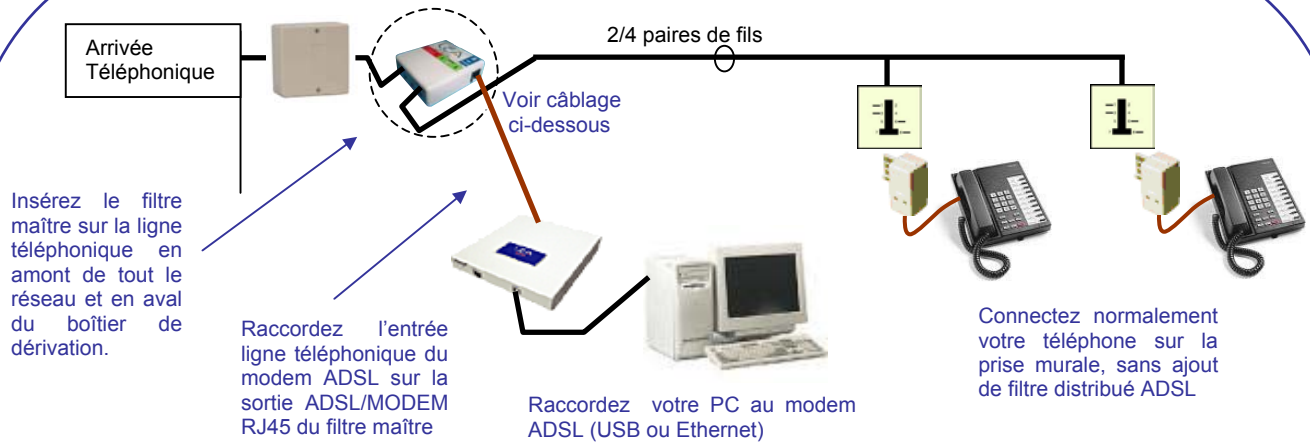 Arrivée
Téléphonique
2/4 paires de fils
Voir câblage
ci-dessous
Insérez le filtre
maître sur la ligne
téléphonique en
amont de tout le
réseau et en aval
du boîtier de
dérivation.
Raccordez l'entrée
ligne téléphonique du
modem ADSL sur la
sortie ADSL/MODEM
RJ45 du filtre maître
Raccordez votre PC au modem
ADSL (USB ou Ethernet)
Connectez normalement
votre téléphone sur la
prise murale, sans ajout
de filtre distribué ADSL